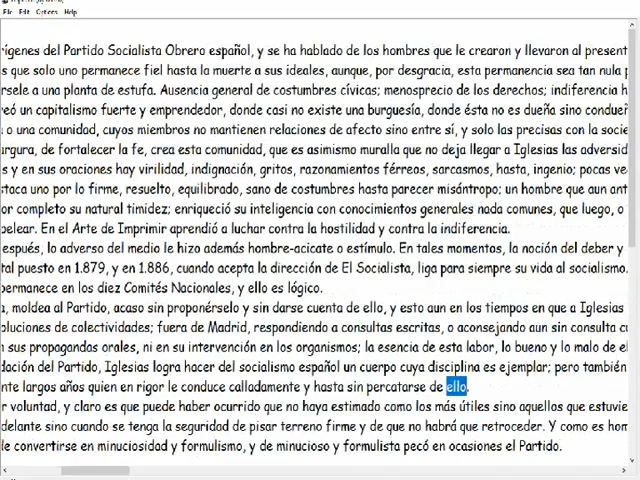 File Edit Options Help
rígenes del Partido Socialista Obrero español, y se ha hablado de los hombres que le crearon y llevaron al present
s que solo uno permanece fiel hasta la muerte a sus ideales, aunque, por desgracia, esta permanencia sea tan nula p
rsele a una planta de estufa. Ausencia general de costumbres cívicas; menosprecio de los derechos; indiferencia h
reó un capitalismo fuerte y emprendedor, donde casi no existe una burguesía, donde ésta no es dueña sino condueñ
o una comunidad, cuyos miembros no mantienen relaciones de afecto sino entre sí, y solo las precisas con la socie
argura, de fortalecer la fe, crea esta comunidad, que es asimismo muralla que no deja llegar a Iglesias las adversid
s y en sus oraciones hay virilidad, indignación, gritos, razonamientos férreos, sarcasmos, hasta, ingenio; pocas ve
staca uno por lo firme, resuelto, equilibrado, sano de costumbres hasta parecer misántropo; un hombre que aun ant
or completo su natural timidez; enriqueció su inteligencia con conocimientos generales nada comunes, que luego, o
pelear. En el Arte de Imprimir aprendió a luchar contra la hostilidad y contra la indiferencia.
espués, lo adverso del medio le hizo además hombre-acicate o estímulo. En tales momentos, la noción del deber y
tal puesto en 1.879, y en 1.886, cuando acepta la dirección de El Socialista, liga para siempre su vida al socialismo.
permanece en los diez Comités Nacionales, y ello es lógico.
a, moldea al Partido, acaso sin proponérselo y sin darse cuenta de ello, y esto aun en los tiempos en que a Iglesias
oluciones de colectividades; fuera de Madrid, respondiendo a consultas escritas, o aconsejando aun sin consulta cu
n sus propagandas orales, ni en su intervención en los organismos; la esencia de esta labor, lo bueno y lo malo de el
dación del Partido, Iglesias logra hacer del socialismo español un cuerpo cuya disciplina es ejemplar; pero también
nte largos años quien en rigor le conduce calladamente y hasta sin percatarse de ello.
r voluntad, y claro es que puede haber ocurrido que no haya estimado como los más útiles sino aquellos que estuvie
delante sino cuando se tenga la seguridad de pisar terreno firme y de que no habrá que retroceder. Y como es hom
le convertirse en minuciosidad y formulismo, y de minucioso y formulista pecó en ocasiones el Partido.